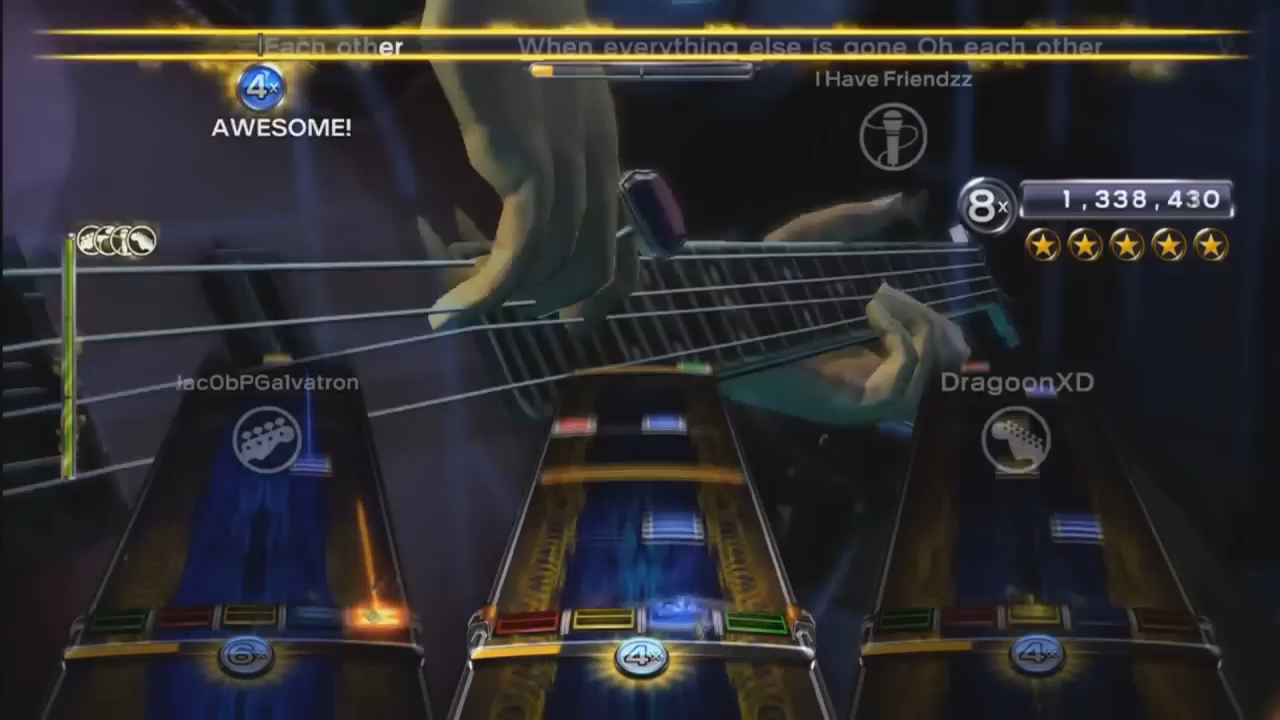 Each other When everything else is gone Oh each other
4x
AWESOME!
I Have Friendzz
8x 1,338,430
Jac0bPGa1vatron
DragoonXD
6x 4x 4x